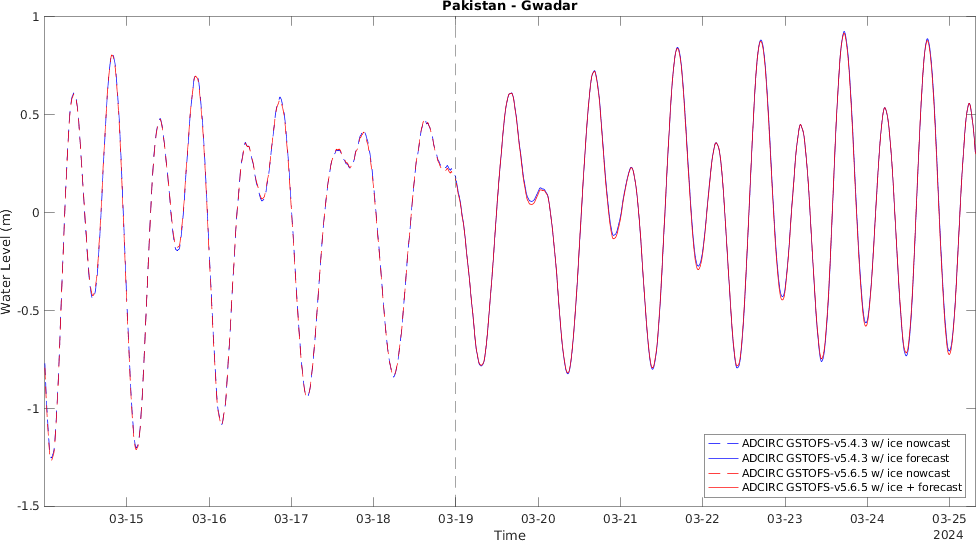 Pakistan - Gwadar
1
0.5
0
-0.5
-1
-1.5
Water Level (m)
ADCIRC GSTOFS-v5.4.3 w/ ice nowcast
ADCIRC GSTOFS-v5.4.3 w/ ice forecast
ADCIRC GSTOFS-v5.6.5 w/ ice nowcast
ADCIRC GSTOFS-v5.6.5 w/ ice + forecast
03-15 03-16 03-17 03-18 03-19 03-20 03-21 03-22 03-23 03-24 03-25
Time 2024